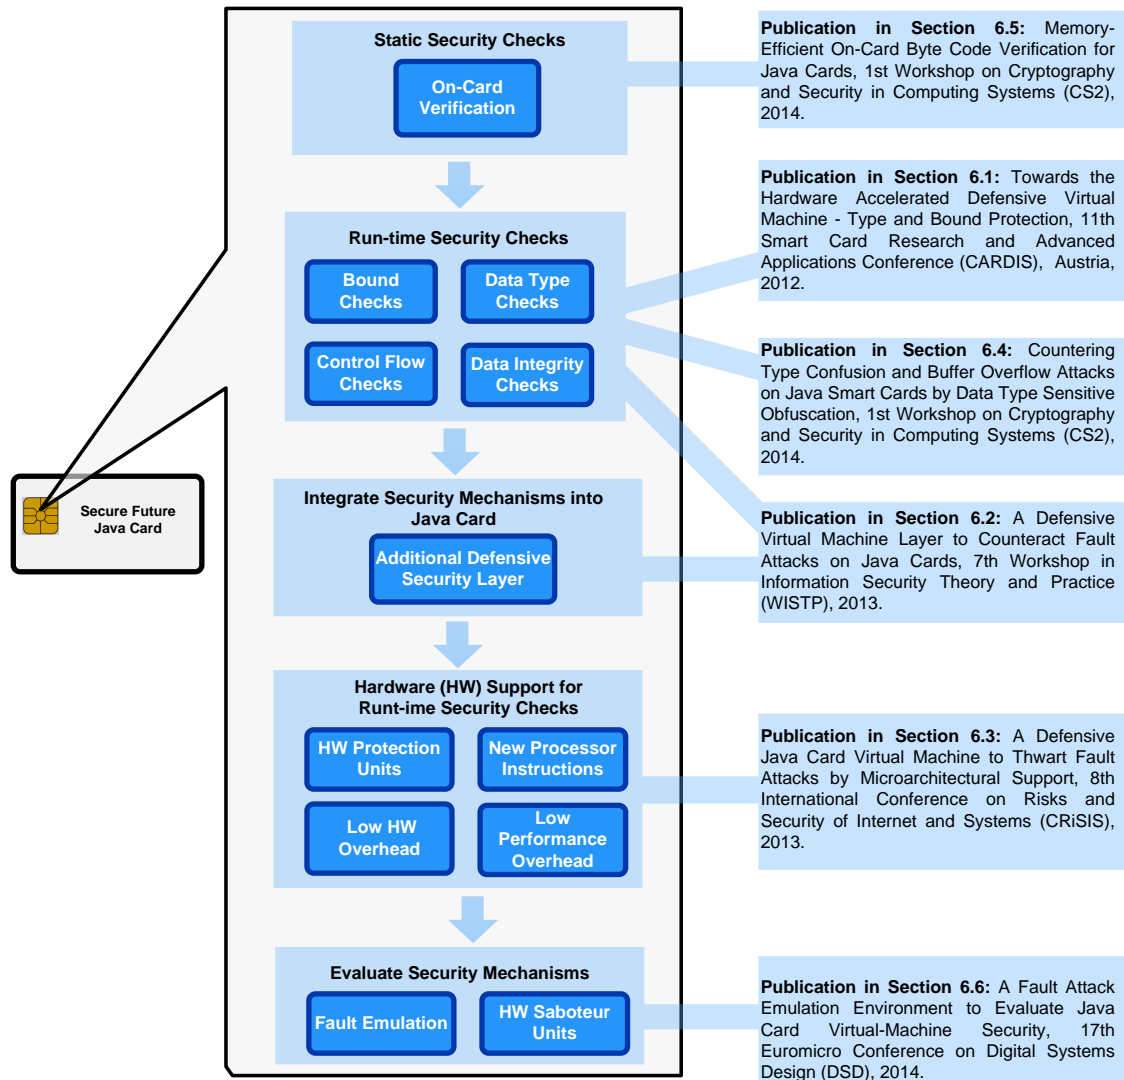 Static Security Checks
On-Card
Verification
Publication in Section 6.5: Memory-
Efficient On-Card Byte Code Verification for
Java Cards, 1st Workshop on Cryptography
and Security in Computing Systems (CS2),
2014.
Run-time Security Checks
Bound
Checks
Data Type
Checks
Control Flow
Checks
Data Integrity
Checks
Publication in Section 6.1: Towards the
Hardware Accelerated Defensive Virtual
Machine - Type and Bound Protection, 11th
Smart Card Research and Advanced
Applications Conference (CARDIS), Austria,
2012.
Publication in Section 6.4: Countering
Type Confusion and Buffer Overflow Attacks
on Java Smart Cards by Data Type Sensitive
Obfuscation, 1st Workshop on Cryptography
and Security in Computing Systems (CS2),
2014.
Secure Future
Java Card
Integrate Security Mechanisms into
Java Card
Additional Defensive
Security Layer
Publication in Section 6.2: A Defensive
Virtual Machine Layer to Counteract Fault
Attacks on Java Cards, 7th Workshop in
Information Security Theory and Practice
(WISTP), 2013.
Hardware (HW) Support for
Runt-ime Security Checks
HW Protection
Units
New Processor
Instructions
Low HW
Overhead
Low
Performance
Overhead
Publication in Section 6.3: A Defensive
Java Card Virtual Machine to Thwart Fault
Attacks by Microarchitectural Support, 8th
International Conference on Risks and
Security of Internet and Systems (CRiSIS),
2013.
Evaluate Security Mechanisms
Fault Emulation
HW Saboteur
Units
Publication in Section 6.6: A Fault Attack
Emulation Environment to Evaluate Java
Card Virtual-Machine Security, 17th
Euromicro Conference on Digital Systems
Design (DSD), 2014.